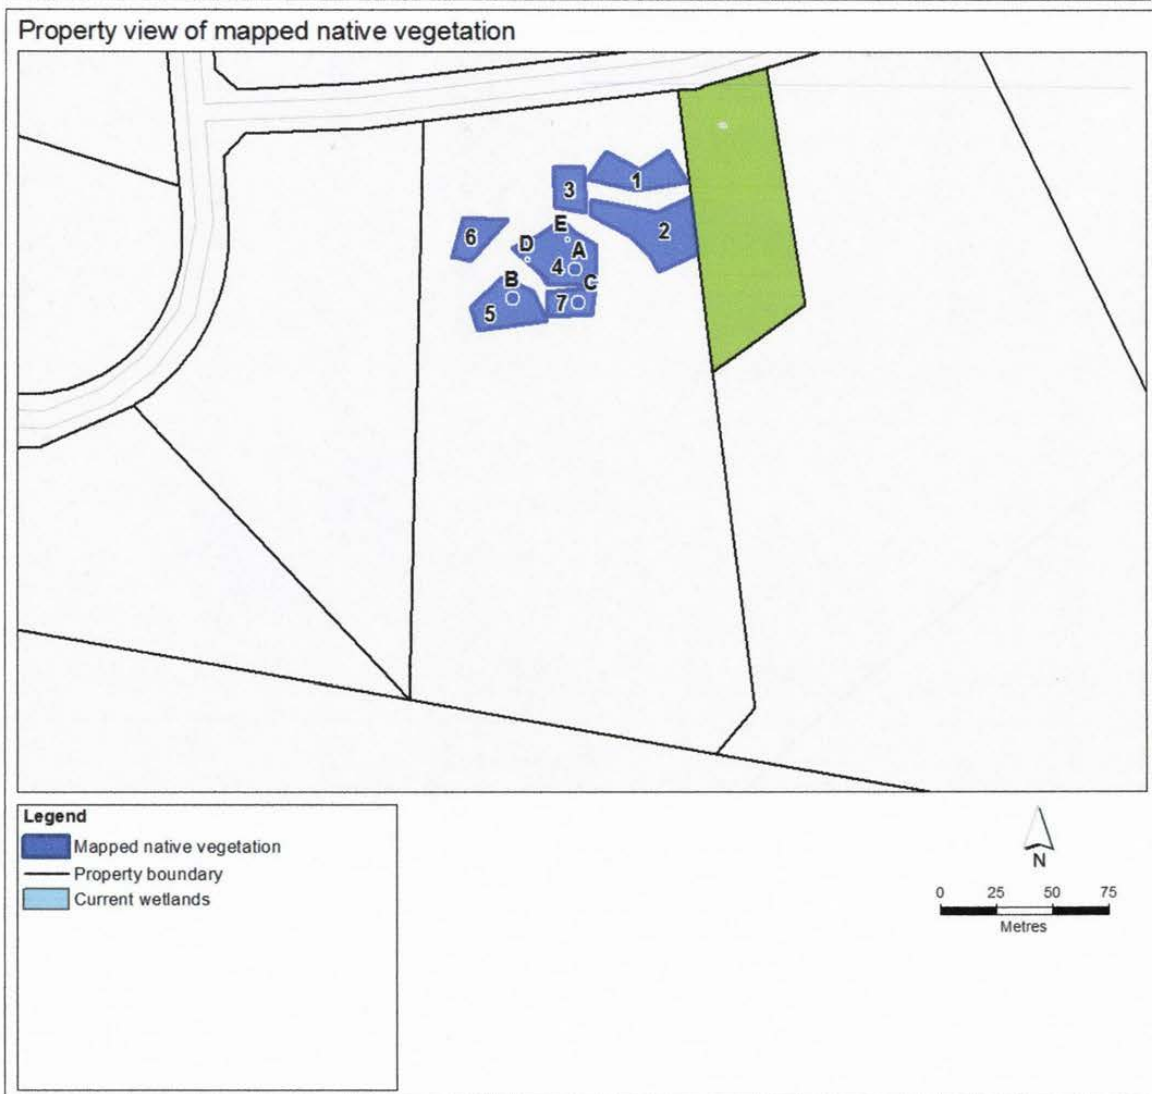 Property view of mapped native vegetation
1
3
2
6
E
D
A
4
B
C
7
5
Legend
Mapped native vegetation
Property boundary
Current wetlands
N
0 25 50 75
Metres